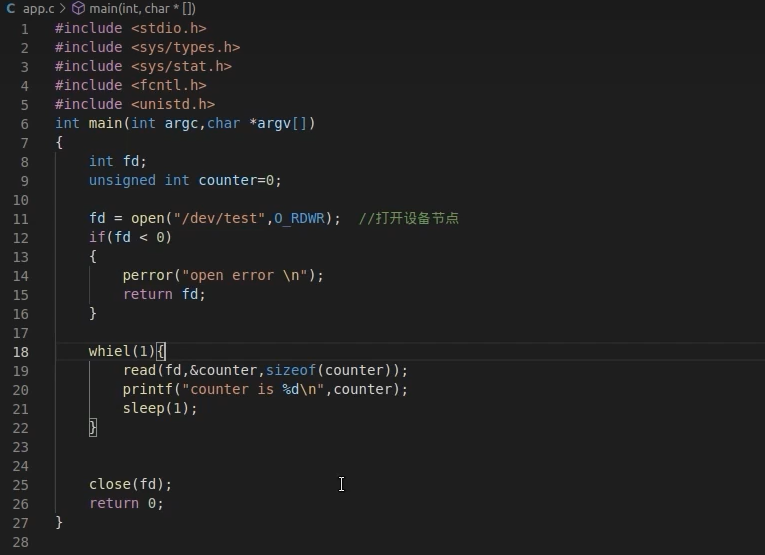 C app.c > main(int, char * [])
1 #include <stdio.h>
2 #include <sys/types.h>
3 #include <sys/stat.h>
4 #include <fcntl.h>
5 #include <unistd.h>
6 int main(int argc,char *argv[])
7 {
8 int fd;
9 unsigned int counter=0;
10
11 fd = open("/dev/test",O_RDWR); //打开设备节点
12 if(fd < 0)
13 {
14 perror("open error \n");
15 return fd;
16 }
17
18 whiel(1){
19 read(fd,&counter,sizeof(counter));
20 printf("counter is %d\n",counter);
21 sleep(1);
22 }
23
24
25 close(fd);
26 return 0;
27 }
28